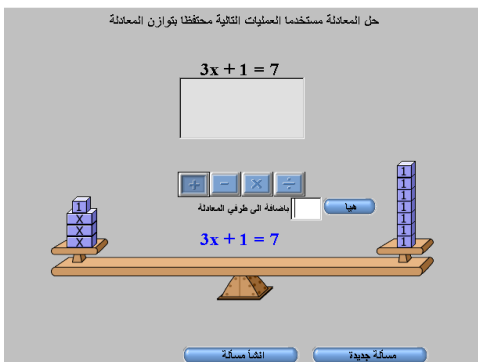 حل المعادلة مستخدما العمليات التالية محتفظا بتوازن المعادلة
3x + 1 = 7
+ − × ÷
باضافة الى طرفي المعادلة هيا
3x + 1 = 7
1
X
X
X
1
1
1
1
1
1
1
انشأ مسألة مسألة جديدة